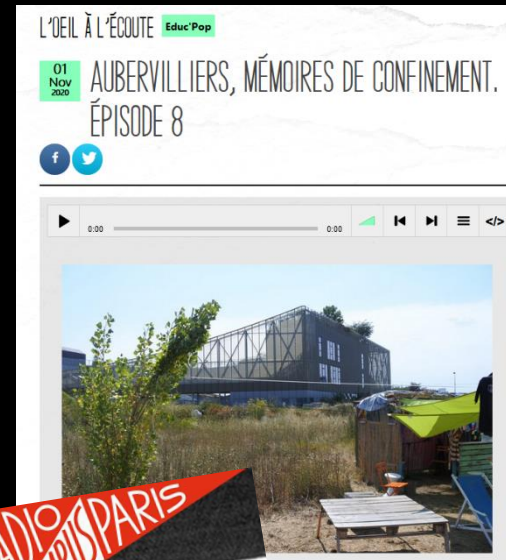 L'OEIL À L'ÉCOUTE Educ'Pop
01
Nov
2020
AUBERVILLIERS, MÉMOIRES DE CONFINEMENT.
ÉPISODE 8
0:00 0:00 </>
PARIS